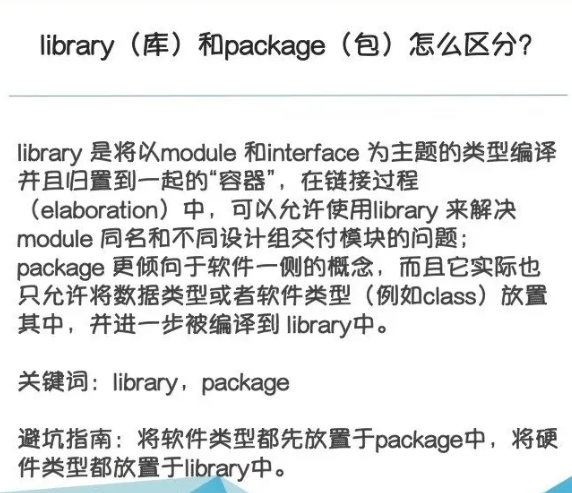 library（库）和package（包）怎么区分？
library 是将以module 和interface 为主题的类型编译
并且归置到一起的“容器”，在链接过程
（elaboration）中，可以允许使用library 来解决
module 同名和不同设计组交付模块的问题；
package 更倾向于软件一侧的概念，而且它实际也
只允许将数据类型或者软件类型（例如class）放置
其中，并进一步被编译到 library中。
关键词：library，package
避坑指南：将软件类型都先放置于package中，将硬
件类型都放置于library中。